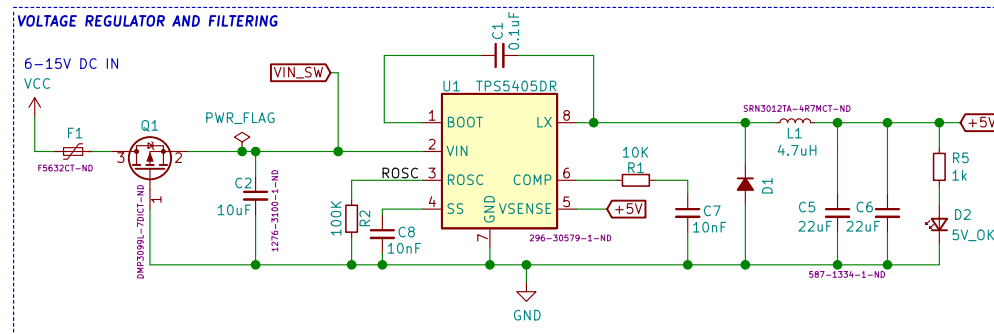 VOLTAGE REGULATOR AND FILTERING
6-15V DC IN
VCC
F1
F5632CT-ND
Q1
3
2
1
DMP3099L-7DICT-ND
PWR_FLAG
VIN_SW
C2
10uF
1276-3100-1-ND
C1
0.1uF
U1 TPS5405DR
1 BOOT LX 8
2 VIN
3 ROSC COMP 6
4 SS VSENSE 5
GND
7
296-30579-1-ND
ROSC
100K
R2
C8
10nF
10K
R1
+5V
C7
10nF
GND
D1
SRN3012TA-4R7MCT-ND
L1
4.7uH
C5
22uF
C6
22uF
587-1334-1-ND
+5V
R5
1k
D2
5V_OK